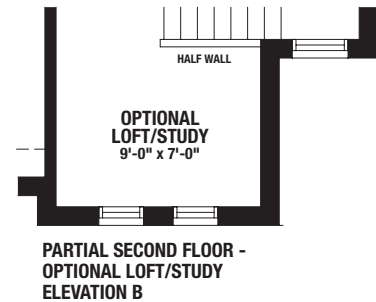 HALF WALL
OPTIONAL
LOFT/STUDY
9'-0" x 7'-0"
PARTIAL SECOND FLOOR -
OPTIONAL LOFT/STUDY
ELEVATION B